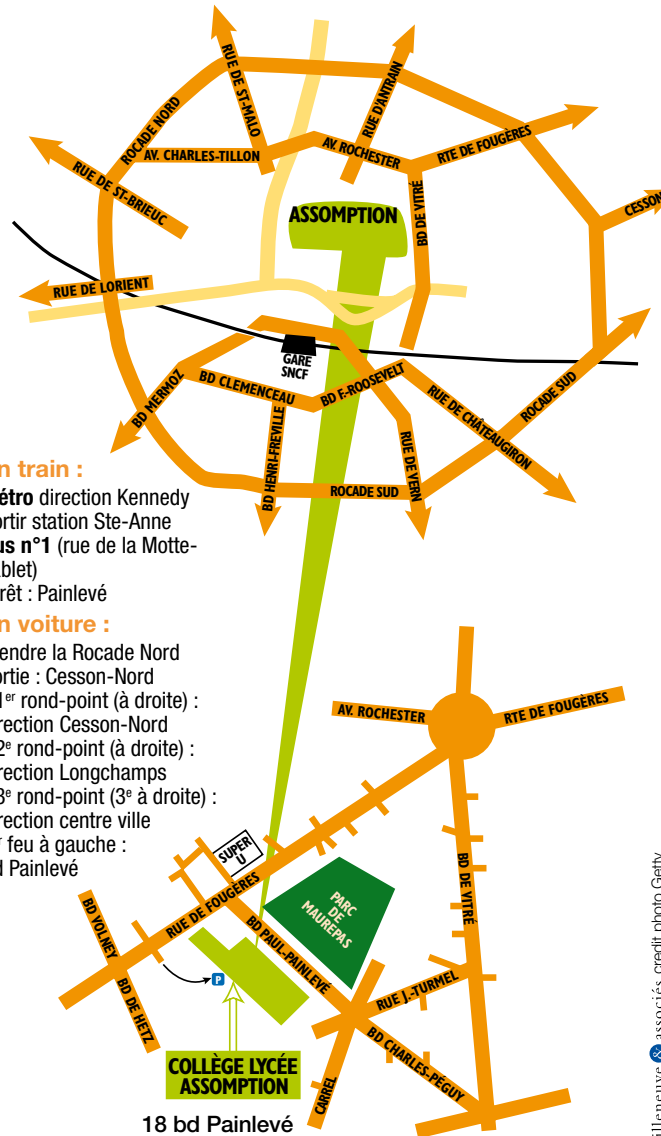 RUE DE ST-MALO
RUE D'ANTRAIN
ROCADE NORD
AV. CHARLES-TILLON
AV. ROCHESTER
RTE DE FOUGÈRES
RUE DE ST-BRIEUC
BD DE VITRÉ
CESSON
ASSOMPTION
RUE DE LORIENT
GARE
SNCF
BD MERMOZ
BD CLEMENCEAU
BD F.-ROOSEVELT
RUE DE CHÂTEAUGIRON
ROCADE SUD
BD HENRI-FREVILLE
RUE DE VERN
ROCADE SUD
n train :
étro direction Kennedy
ortir station Ste-Anne
us n°1 (rue de la Motte-
ablet)
rêt : Painlevé
n voiture :
endre la Rocade Nord
ortie : Cesson-Nord
1er rond-point (à droite) :
rection Cesson-Nord
2e rond-point (à droite) :
rection Longchamps
3e rond-point (3e à droite) :
rection centre ville
r feu à gauche :
d Painlevé
AV. ROCHESTER
RTE DE FOUGÈRES
SUPER
U
RUE DE FOUGÈRES
PARC
DE
MAUREPAS
BD DE VITRÉ
BD VOLNEY
BD DE HETZ
P
BD PAUL-PAINLEVÉ
RUE J.-TURMEL
BD CHARLES-PÉGUY
CARREL
COLLÈGE LYCÉE
ASSOMPTION
18 bd Painlevé
illeneuve & associés, credit photo Getty